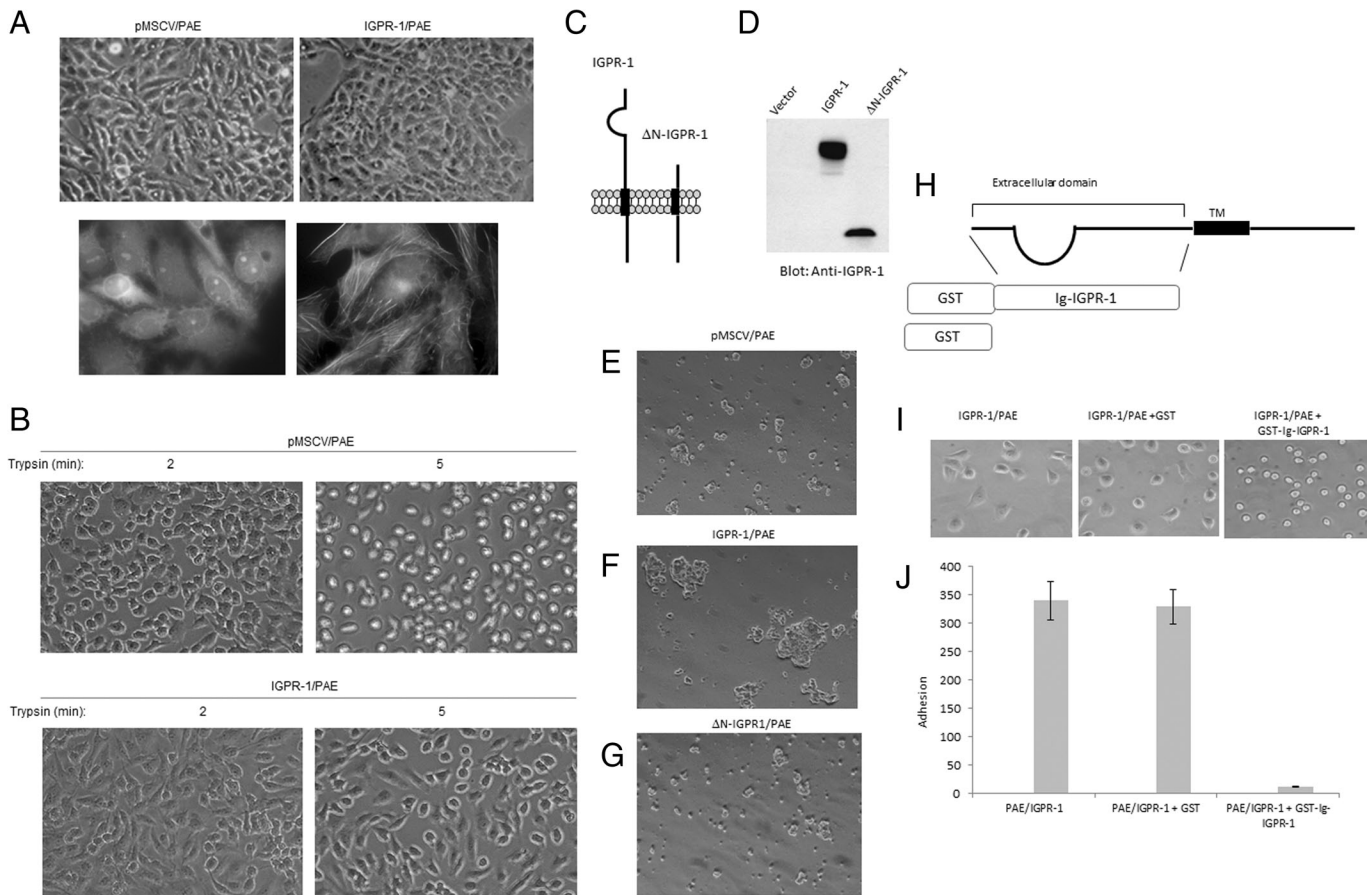 A
pMSCV/PAE
IGPR-1/PAE
B
pMSCV/PAE
Trypsin (min):
2
5
IGPR-1/PAE
Trypsin (min):
2
5
C
IGPR-1
ΔN-IGPR-1
D
Vector
IGPR-1
ΔN-IGPR-1
Blot: Anti-IGPR-1
E
pMSCV/PAE
F
IGPR-1/PAE
G
ΔN-IGPR1/PAE
H
Extracellular domain
TM
GST
Ig-IGPR-1
GST
I
IGPR-1/PAE
IGPR-1/PAE +GST
IGPR-1/PAE +
GST-Ig-IGPR-1
J
Adhesion
400
350
300
250
200
150
100
50
0
PAE/IGPR-1
PAE/IGPR-1 + GST
PAE/IGPR-1 + GST-Ig-
IGPR-1